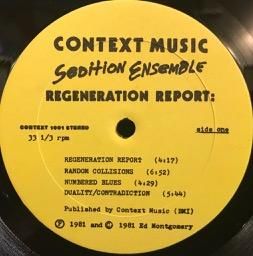 CONTEXT MUSIC
Sedition Ensemble
REGENERATION REPORT:
CONTEXT 1001 STEREO side one
33 1/3 rpm
REGENERATION REPORT (4:17)
RANDOM COLLISIONS (6:52)
NUMBERED BLUES (4:29)
DUALITY/CONTRADICTION (5:44)
Published by Context Music (BMI)
℗ 1981 and © 1981 Ed Montgomery